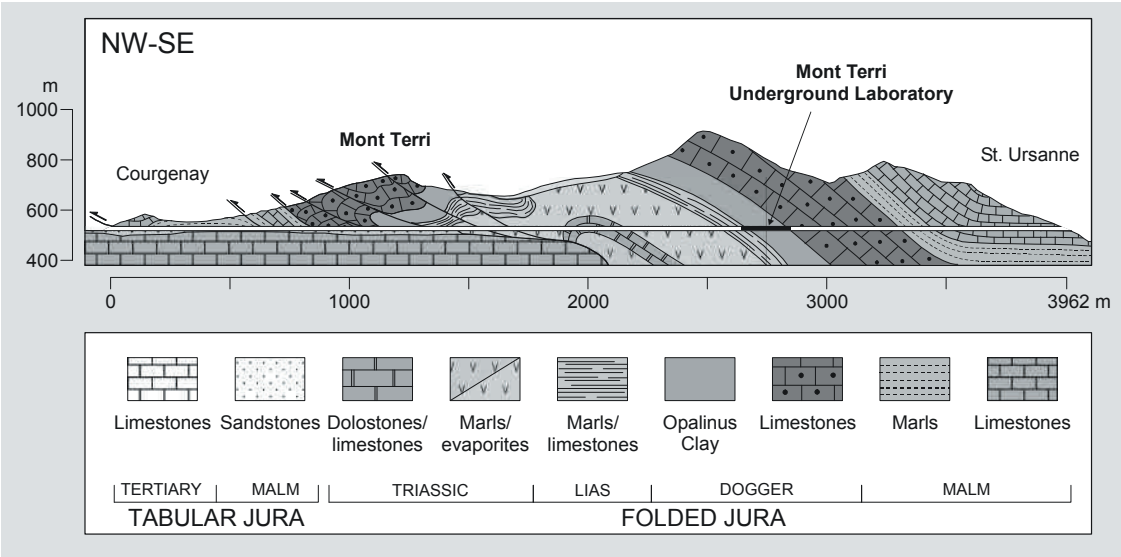 NW-SE
m
1000
800
600
400
Courgenay
Mont Terri
Mont Terri
Underground Laboratory
St. Ursanne
0 1000 2000 3000 3962 m
Limestones Sandstones Dolostones/ Marls/ Marls/ Opalinus Limestones Marls Limestones
limestones evaporites limestones Clay
TERTIARY MALM TRIASSIC LIAS DOGGER MALM
TABULAR JURA FOLDED JURA